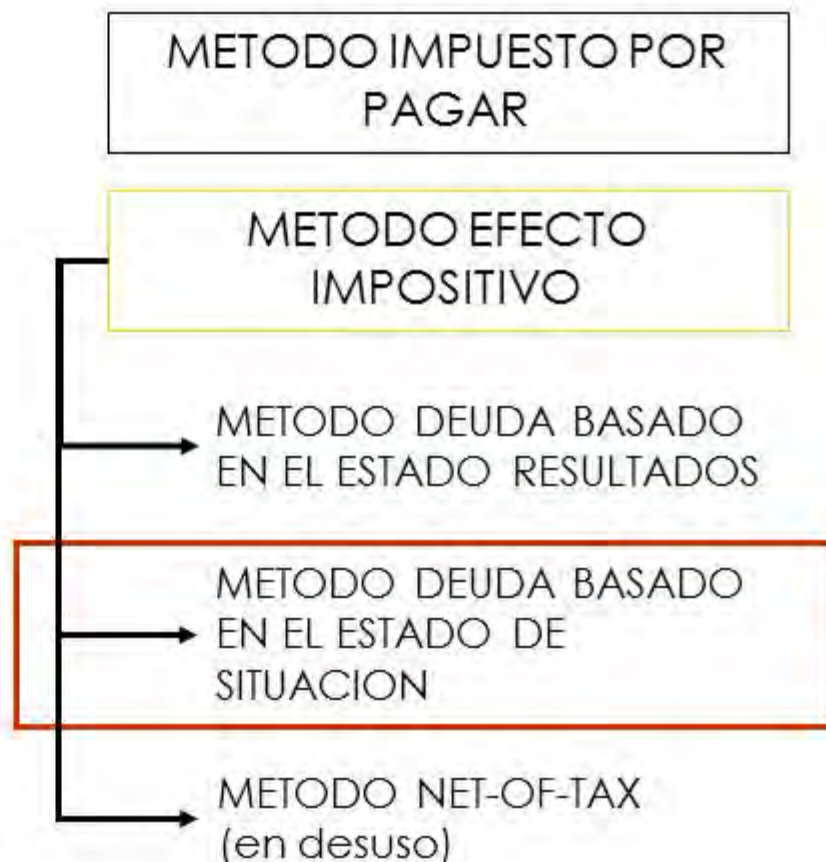 METODO IMPUESTO POR
PAGAR
METODO EFECTO
IMPOSITIVO
METODO DEUDA BASADO
EN EL ESTADO RESULTADOS
METODO DEUDA BASADO
EN EL ESTADO DE
SITUACION
METODO NET-OF-TAX
(en desuso)